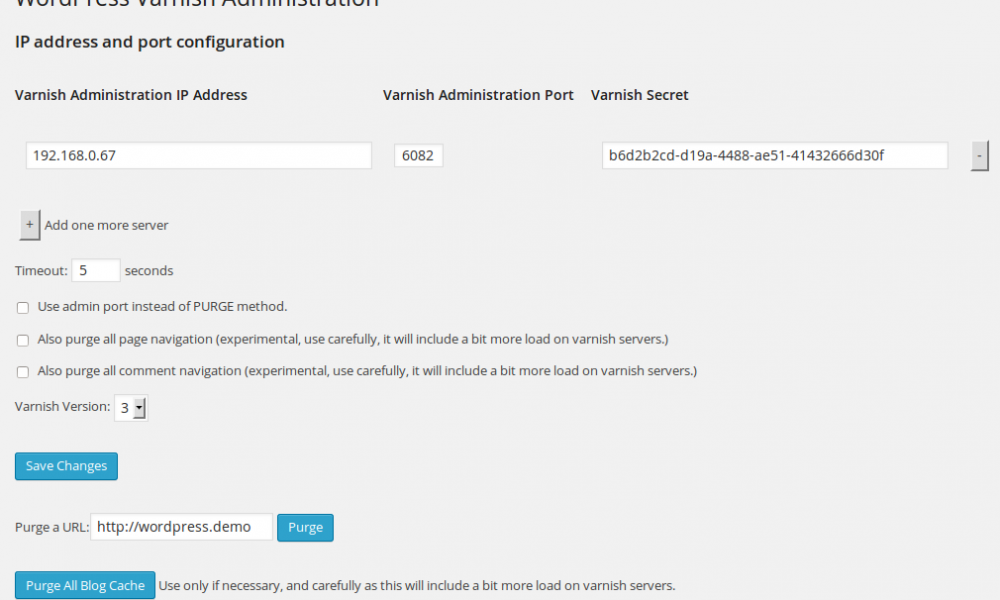 WordPress Varnish Administration
IP address and port configuration
Varnish Administration IP Address Varnish Administration Port Varnish Secret
192.168.0.67 6082 b6d2b2cd-d19a-4488-ae51-41432666d30f -
+ Add one more server
Timeout: 5 seconds
Use admin port instead of PURGE method.
Also purge all page navigation (experimental, use carefully, it will include a bit more load on varnish servers.)
Also purge all comment navigation (experimental, use carefully, it will include a bit more load on varnish servers.)
Varnish Version: 3
Save Changes
Purge a URL: http://wordpress.demo Purge
Purge All Blog Cache Use only if necessary, and carefully as this will include a bit more load on varnish servers.